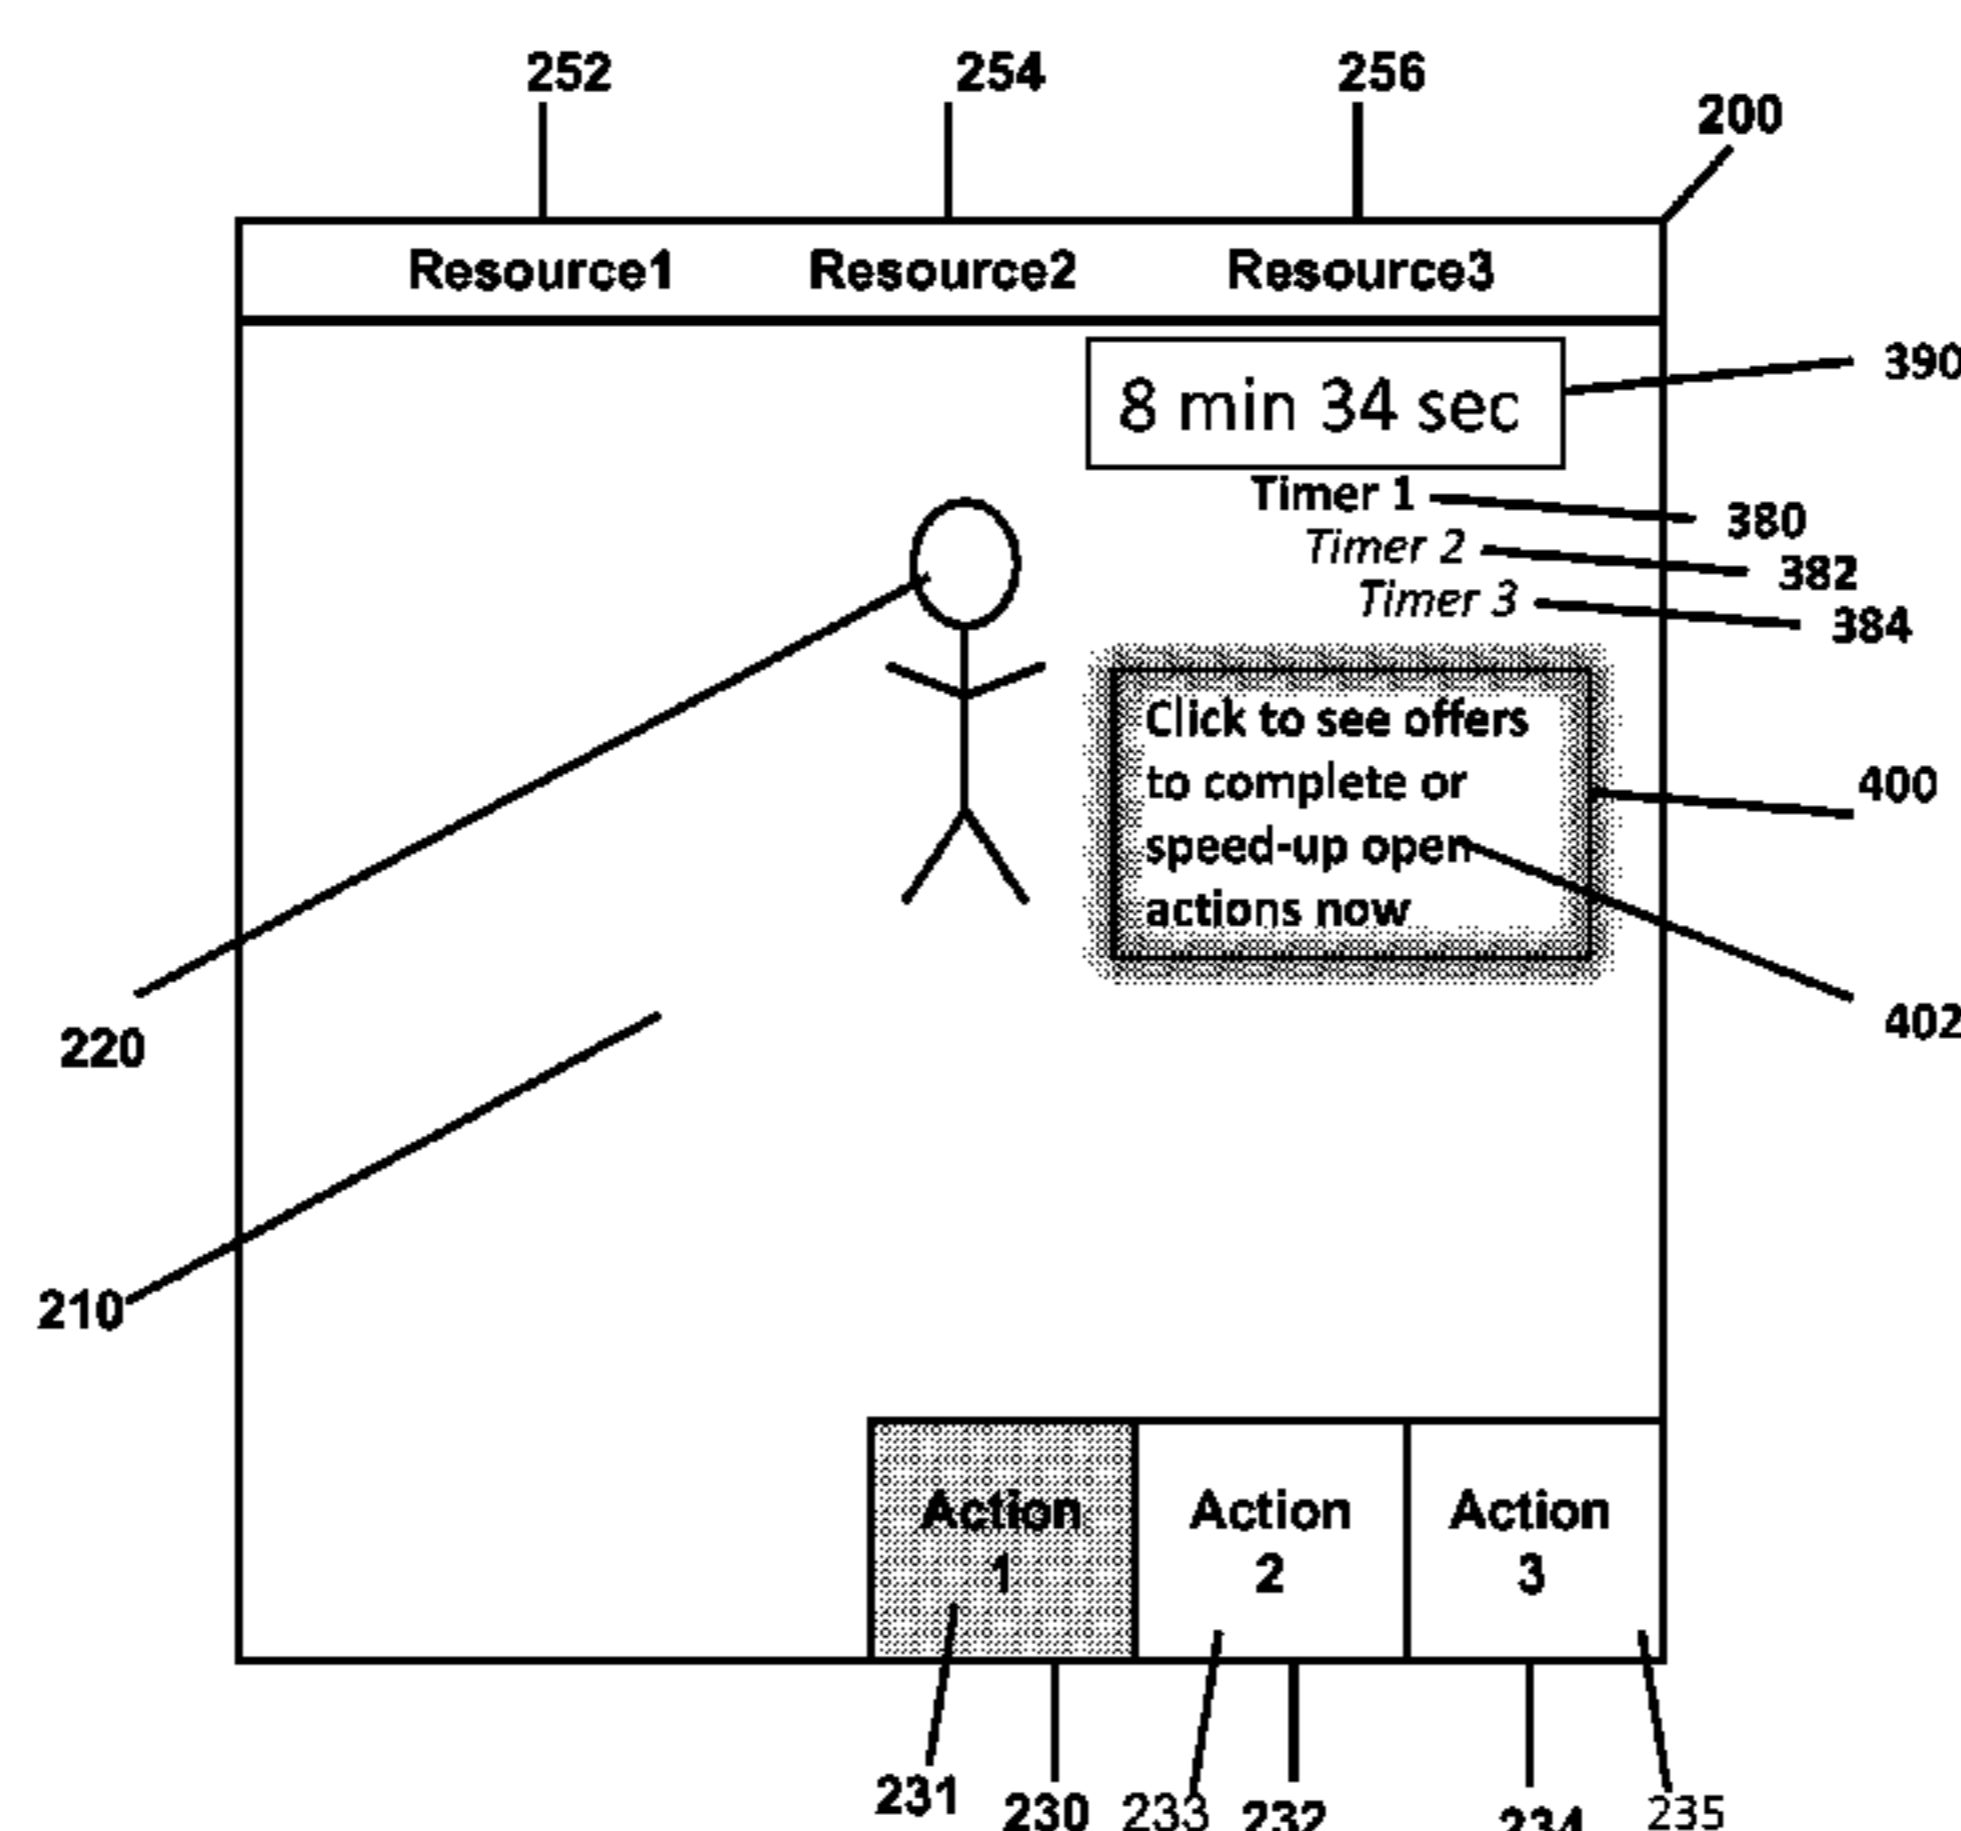 252 254 256
200
Resource1 Resource2 Resource3
390
8 min 34 sec
Timer 1
380
Timer 2
382
Timer 3
384
Click to see offers
to complete or
speed-up open
actions now
400
402
220
210
Action
1
Action
2
Action
3
231 230 233 232 234 235